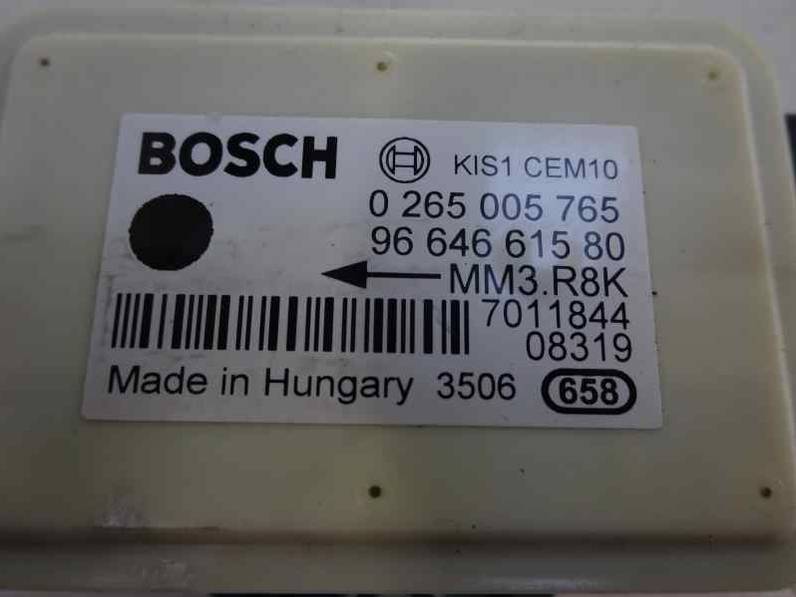 BOSCH KIS1 CEM10
0 265 005 765
96 646 615 80
MM3.R8K
7011844
08319
Made in Hungary 3506 658